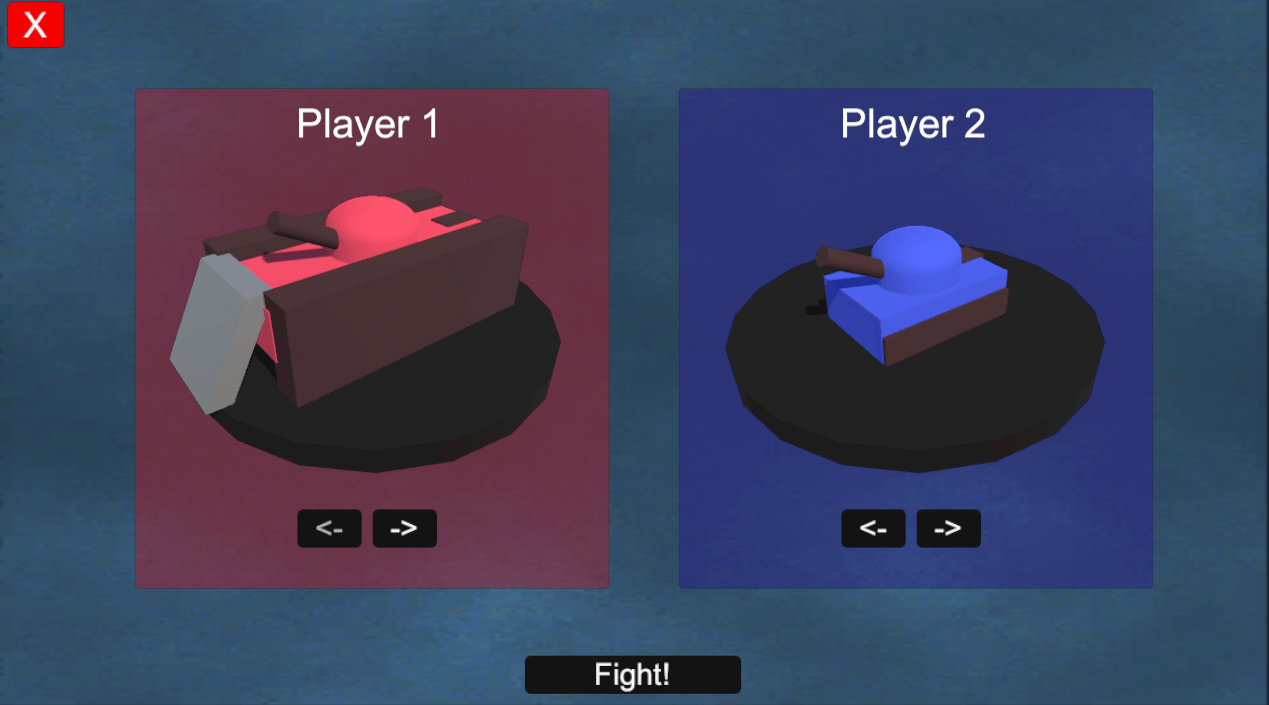 X
Player 1
Player 2
<- ->
<- ->
Fight!